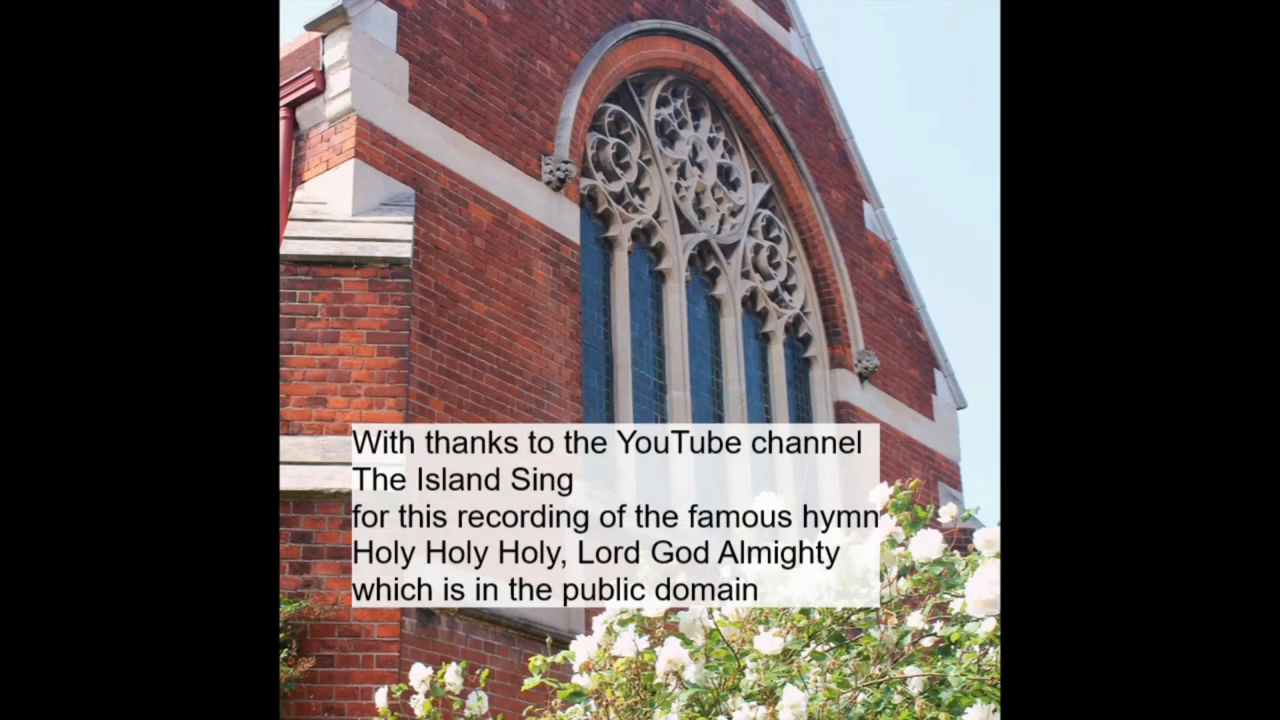 With thanks to the YouTube channel
The Island Sing
for this recording of the famous hymn
Holy Holy Holy, Lord God Almighty
which is in the public domain